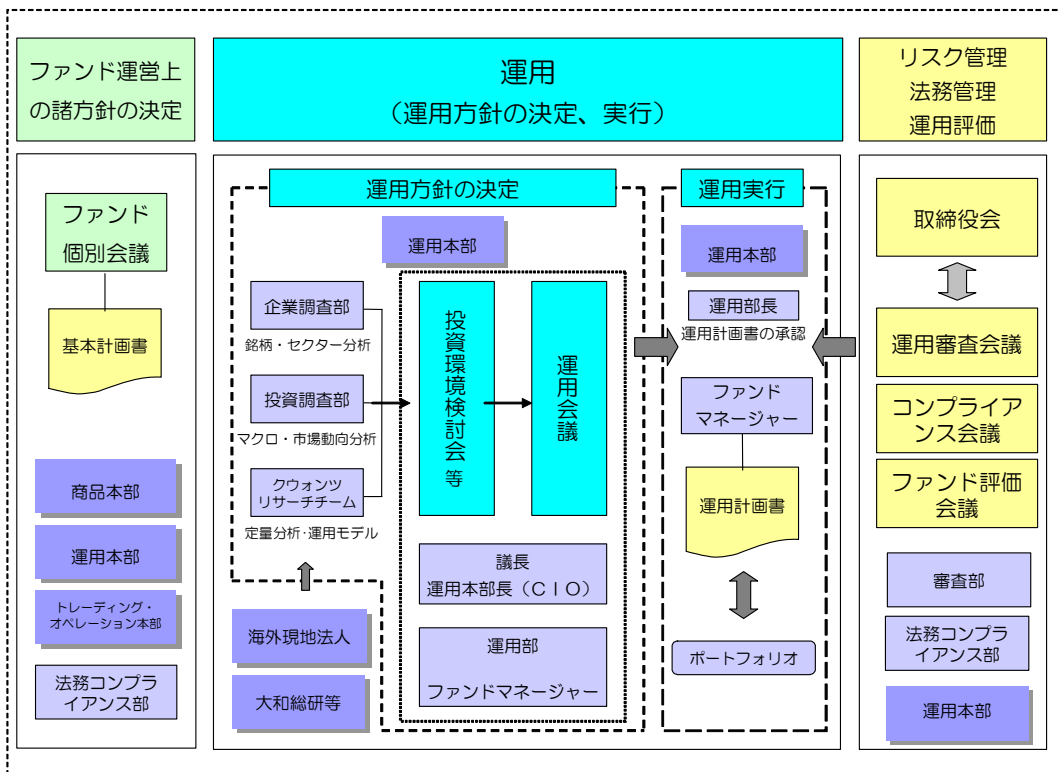 ファンド運営上
の諸方針の決定
運用
（運用方針の決定、実行）
リスク管理
法務管理
運用評価
ファンド
個別会議
基本計画書
商品本部
運用本部
トレーディング・
オペレーション本部
法務コンプラ
イアンス部
運用方針の決定
運用本部
企業調査部
銘柄・セクター分析
投資調査部
マクロ・市場動向分析
クウォンツ
リサーチチーム
定量分析・運用モデル
海外現地法人
大和総研等
投資環境検討会等
運用会議
議長
運用本部長（ＣＩＯ）
運用部
ファンドマネージャー
運用実行
運用本部
運用部長
運用計画書の承認
ファンド
マネージャー
運用計画書
ポートフォリオ
取締役会
運用審査会議
コンプライア
ンス会議
ファンド評価
会議
審査部
法務コンプラ
イアンス部
運用本部